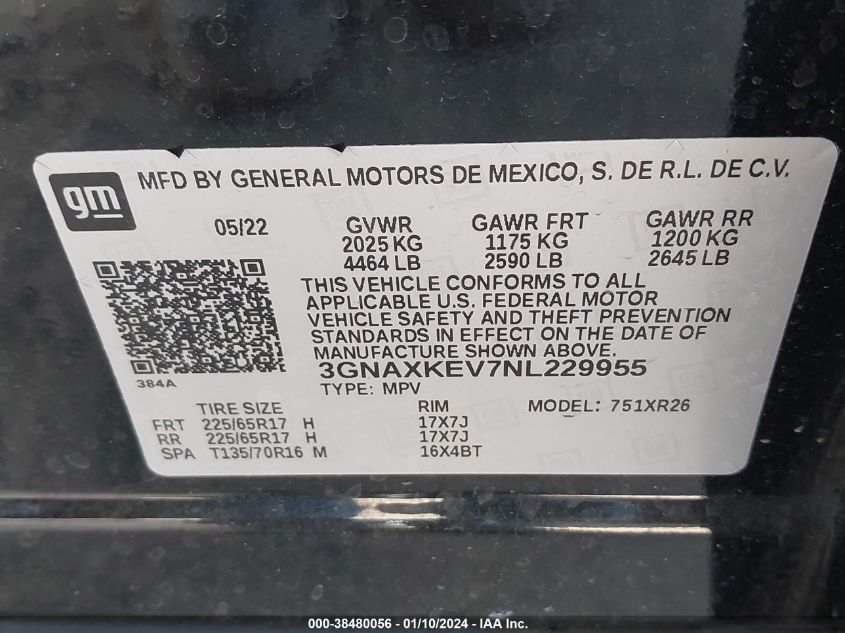 gm
MFD BY GENERAL MOTORS DE MEXICO, S. DE R.L. DE C.V.
05/22 GVWR GAWR FRT GAWR RR
2025 KG 1175 KG 1200 KG
4464 LB 2590 LB 2645 LB
THIS VEHICLE CONFORMS TO ALL
APPLICABLE U.S. FEDERAL MOTOR
VEHICLE SAFETY AND THEFT PREVENTION
STANDARDS IN EFFECT ON THE DATE OF
MANUFACTURE SHOWN ABOVE.
384A
3GNAXKEV7NL229955
TYPE: MPV
TIRE SIZE RIM MODEL: 751XR26
FRT 225/65R17 H 17X7J
RR 225/65R17 H 17X7J
SPA T135/70R16 M 16X4BT
000-38480056 — 01/10/2024 — IAA Inc.